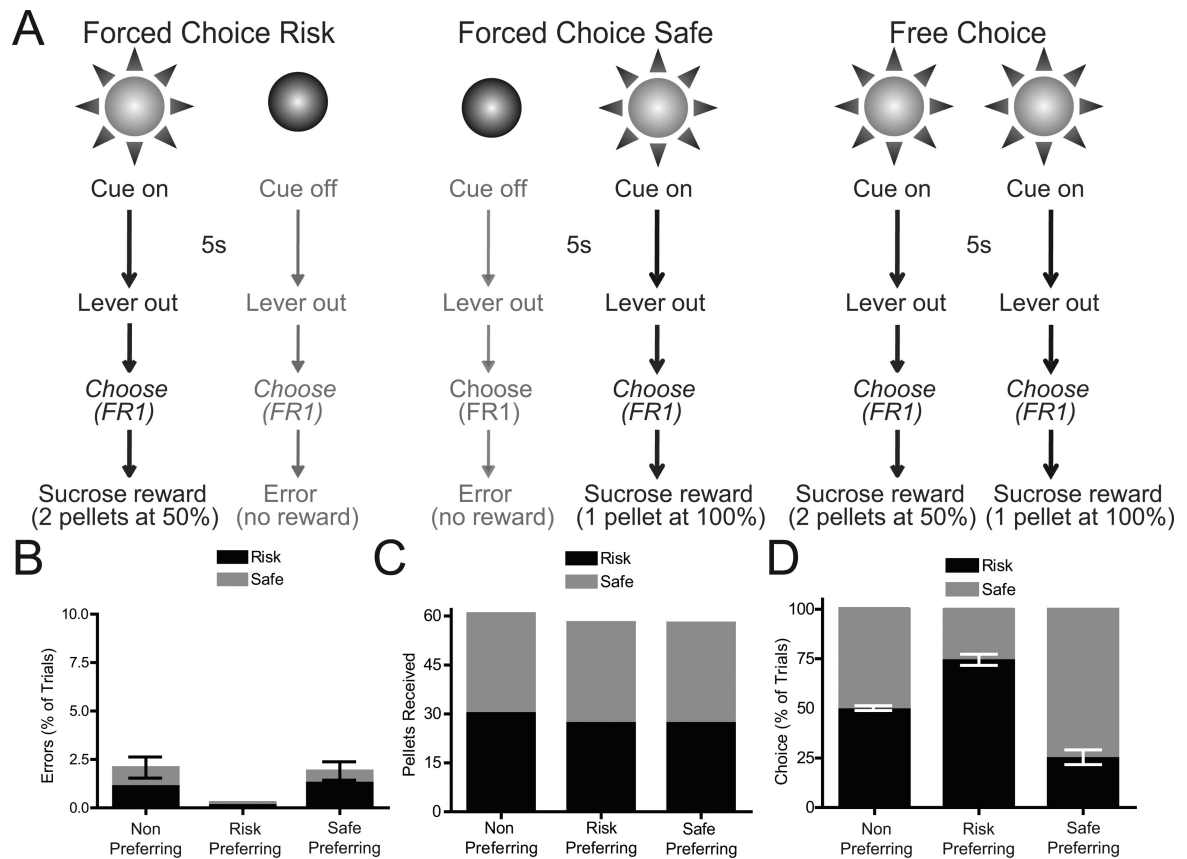 A
Forced Choice Risk
Forced Choice Safe
Free Choice
Cue on
Cue off
Cue off
Cue on
Cue on
Cue on
5s
5s
5s
Lever out
Lever out
Lever out
Lever out
Lever out
Lever out
Choose
(FR1)
Choose
(FR1)
Choose
(FR1)
Choose
(FR1)
Choose
(FR1)
Choose
(FR1)
Sucrose reward
(2 pellets at 50%)
Error
(no reward)
Error
(no reward)
Sucrose reward
(1 pellet at 100%)
Sucrose reward
(2 pellets at 50%)
Sucrose reward
(1 pellet at 100%)
B
Risk
Safe
Errors (% of Trials)
10.0
7.5
5.0
2.5
0.0
Non
Preferring
Risk
Preferring
Safe
Preferring
C
Risk
Safe
Pellets Received
60
45
30
15
0
Non
Preferring
Risk
Preferring
Safe
Preferring
D
Risk
Safe
Choice (% of Trials)
100
75
50
25
0
Non
Preferring
Risk
Preferring
Safe
Preferring